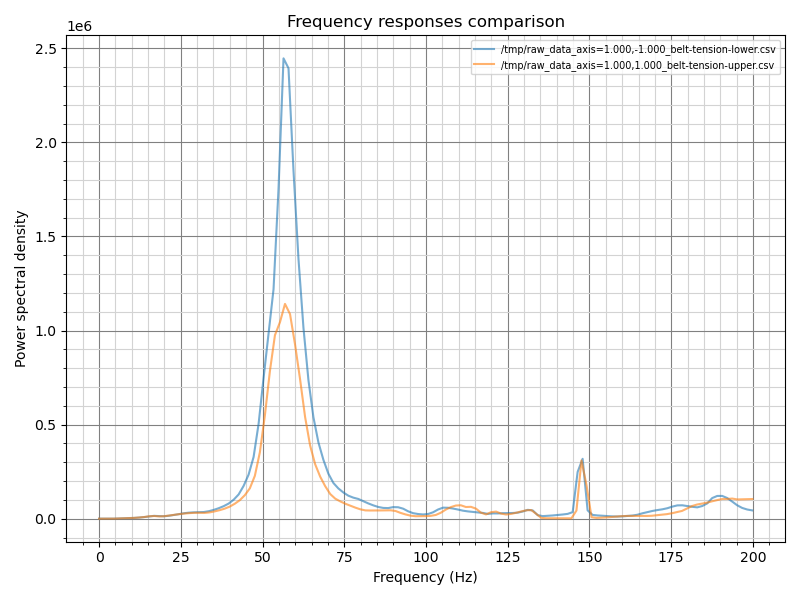 Frequency responses comparison
1e6
/tmp/raw_data_axis=1.000,-1.000_belt-tension-lower.csv
/tmp/raw_data_axis=1.000,1.000_belt-tension-upper.csv
2.5
2.0
1.5
1.0
0.5
0.0
Power spectral density
0 25 50 75 100 125 150 175 200
Frequency (Hz)